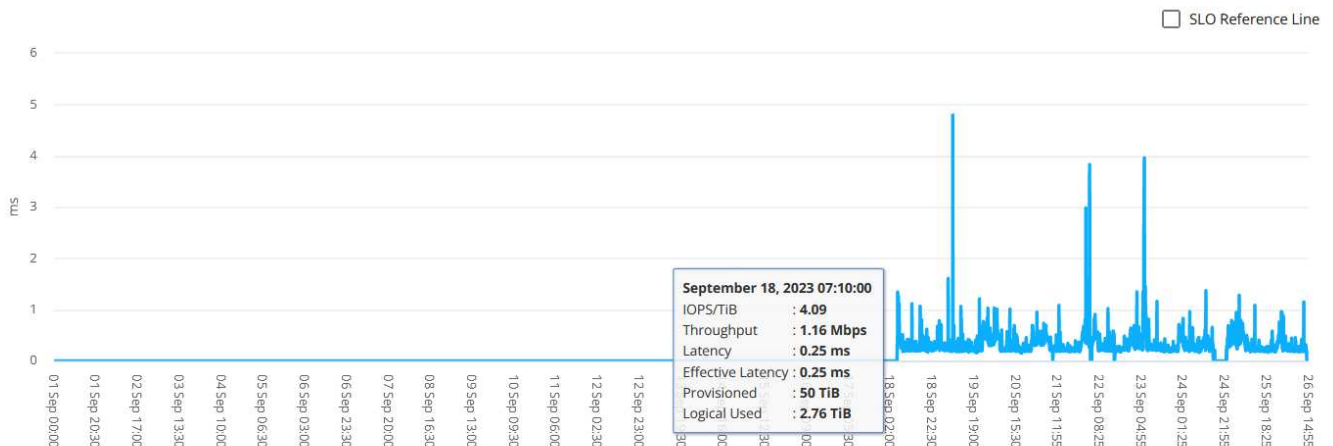 SLO Reference Line
6
5
4
3
2
1
0
ms
September 18, 2023 07:10:00
IOPS/TiB : 4.09
Throughput : 1.16 Mbps
Latency : 0.25 ms
Effective Latency : 0.25 ms
Provisioned : 50 TiB
Logical Used : 2.76 TiB
01 Sep 00:00
01 Sep 20:30
02 Sep 17:00
03 Sep 13:30
04 Sep 10:00
05 Sep 06:30
06 Sep 03:00
06 Sep 23:30
07 Sep 20:00
08 Sep 16:30
09 Sep 13:00
10 Sep 09:30
11 Sep 06:00
12 Sep 02:30
12 Sep 23:00
18 Sep 02:00
18 Sep 22:30
19 Sep 19:00
20 Sep 15:30
21 Sep 11:55
22 Sep 08:25
23 Sep 04:55
24 Sep 01:25
24 Sep 21:55
25 Sep 18:25
26 Sep 14:55